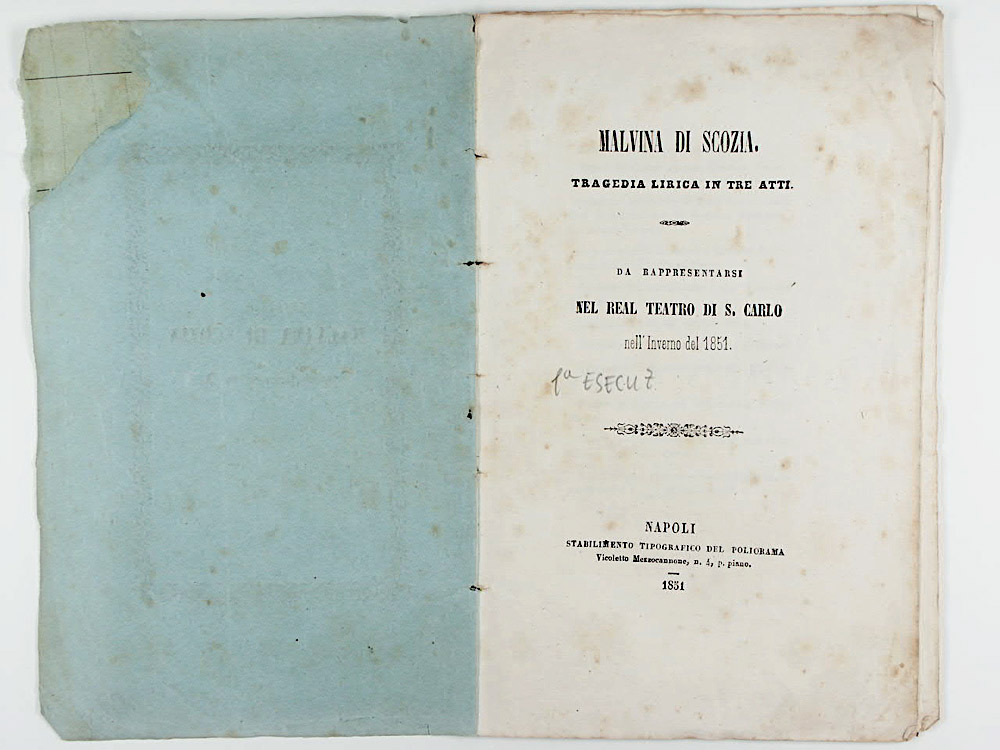 MALVINA DI SCOZIA.
TRAGEDIA LIRICA IN TRE ATTI.
DA RAPPRESENTARSI
NEL REAL TEATRO DI S. CARLO
nell'Inverno del 1851.
1a ESECUZ.
NAPOLI
STABILIMENTO TIPOGRAFICO DEL POLIORAMA
Vicoletto Mezzocannone, n. 4, p. piano.
1851